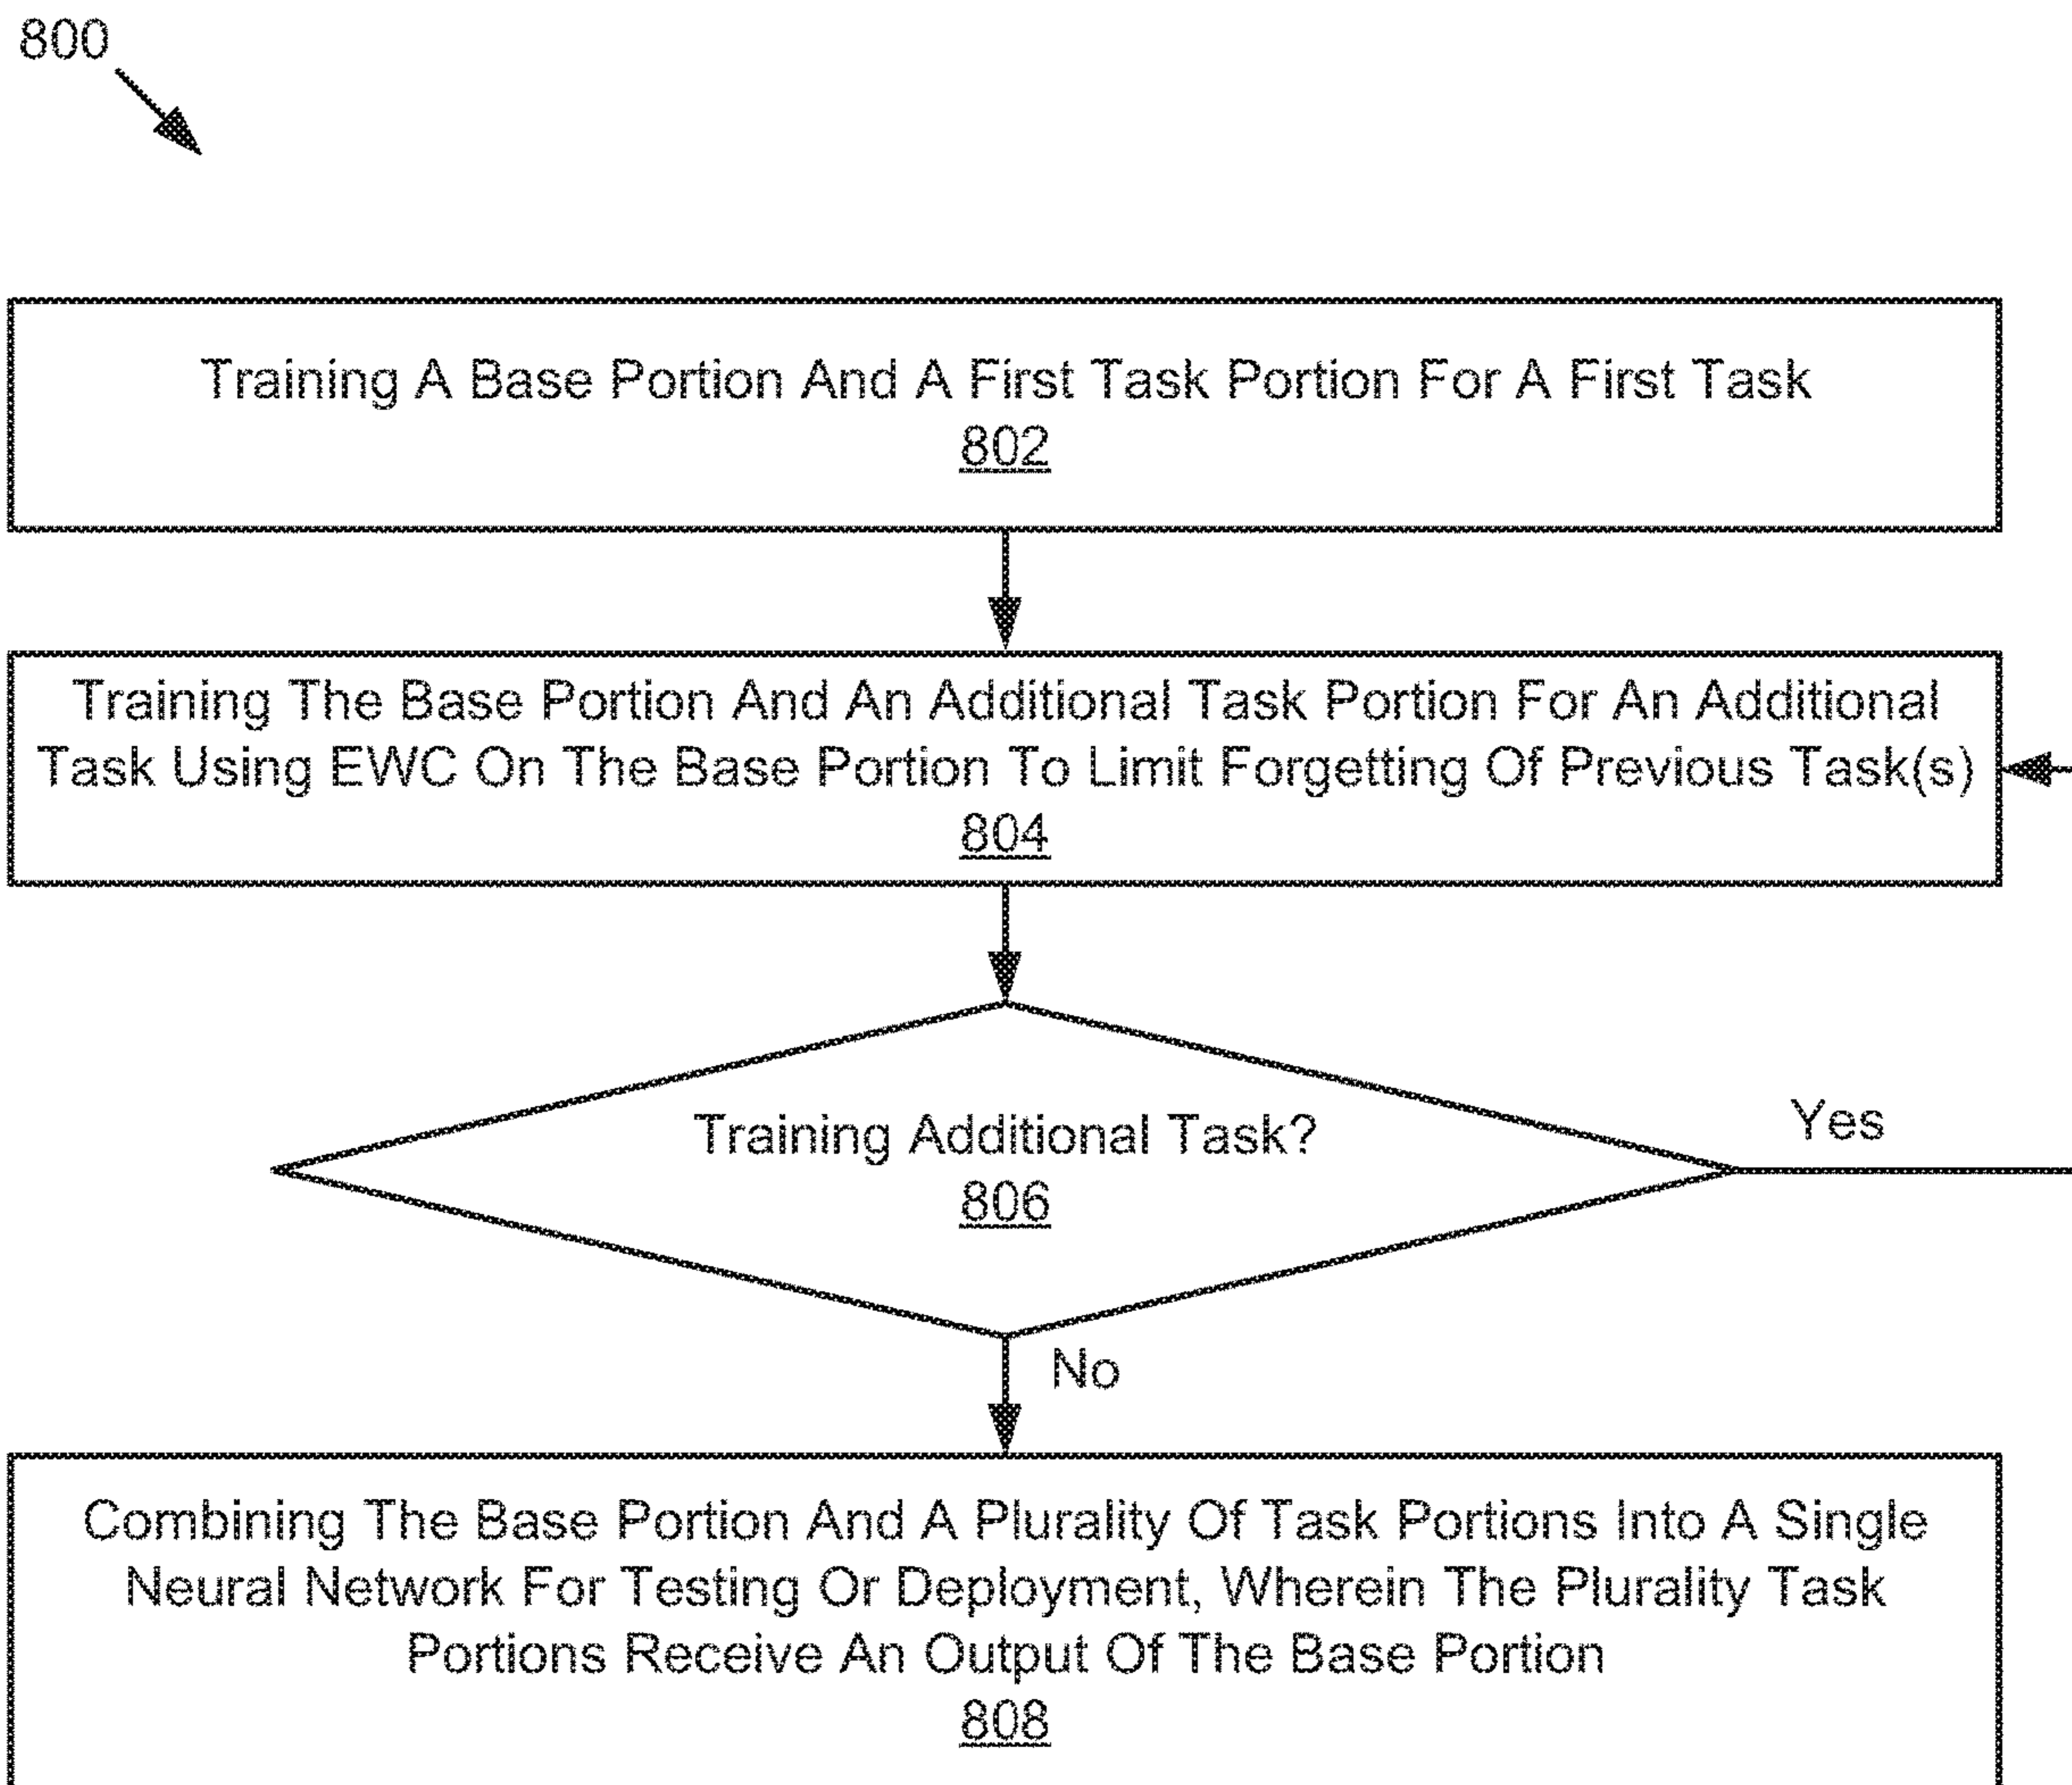 800
Training A Base Portion And A First Task Portion For A First Task
802
Training The Base Portion And An Additional Task Portion For An Additional
Task Using EWC On The Base Portion To Limit Forgetting Of Previous Task(s)
804
Training Additional Task?
806
Yes
No
Combining The Base Portion And A Plurality Of Task Portions Into A Single
Neural Network For Testing Or Deployment, Wherein The Plurality Task
Portions Receive An Output Of The Base Portion
808